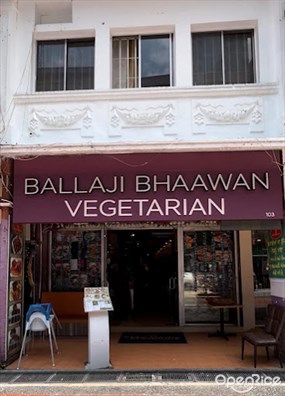 BALLAJI BHAAWAN
VEGETARIAN
103
OpenRice